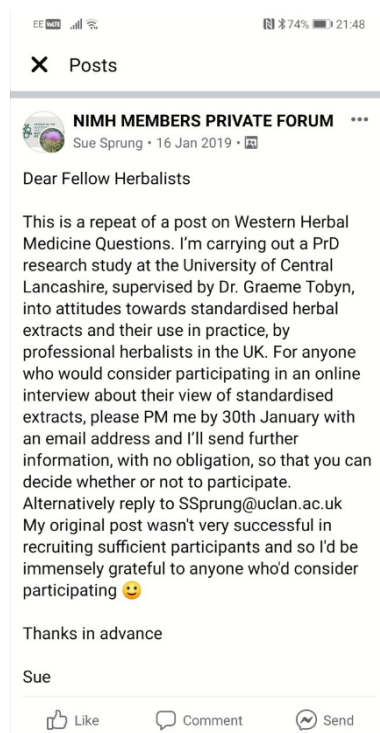 EE VoLTE 74% 21:48
Posts
NIMH MEMBERS PRIVATE FORUM
Sue Sprung • 16 Jan 2019 •
Dear Fellow Herbalists
This is a repeat of a post on Western Herbal
Medicine Questions. I'm carrying out a PrD
research study at the University of Central
Lancashire, supervised by Dr. Graeme Tobyn,
into attitudes towards standardised herbal
extracts and their use in practice, by
professional herbalists in the UK. For anyone
who would consider participating in an online
interview about their view of standardised
extracts, please PM me by 30th January with
an email address and I'll send further
information, with no obligation, so that you can
decide whether or not to participate.
Alternatively reply to SSprung@uclan.ac.uk
My original post wasn't very successful in
recruiting sufficient participants and so I'd be
immensely grateful to anyone who'd consider
participating 🙂
Thanks in advance
Sue
Like Comment Send